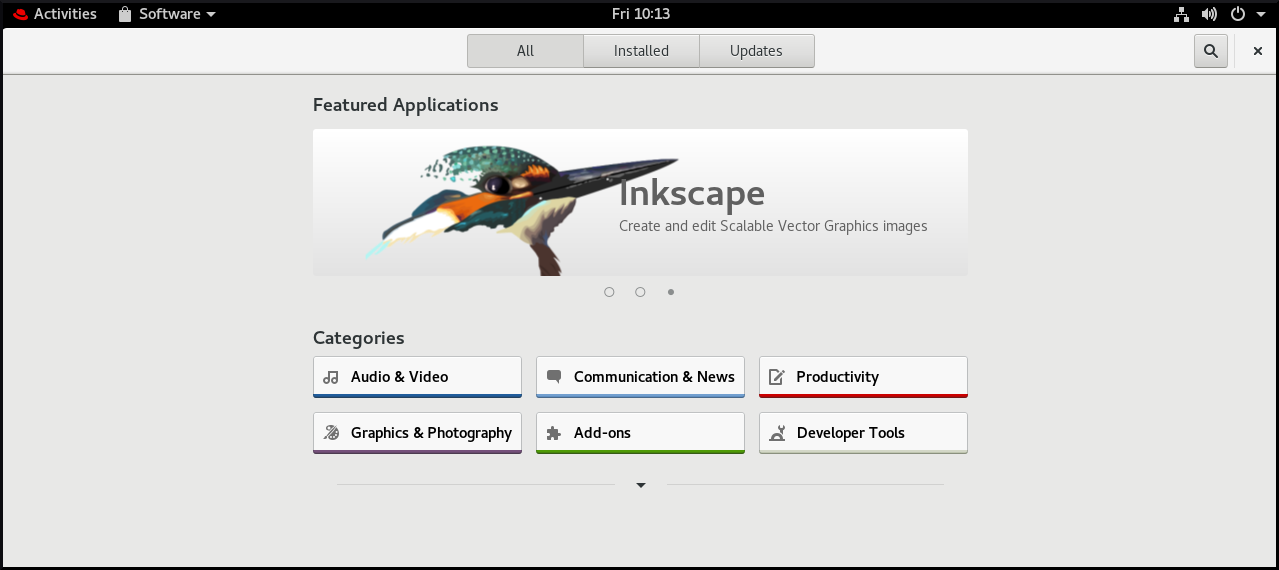 Activities Software Fri 10:13
All Installed Updates
Featured Applications
Inkscape
Create and edit Scalable Vector Graphics images
Categories
Audio & Video Communication & News Productivity
Graphics & Photography Add-ons Developer Tools